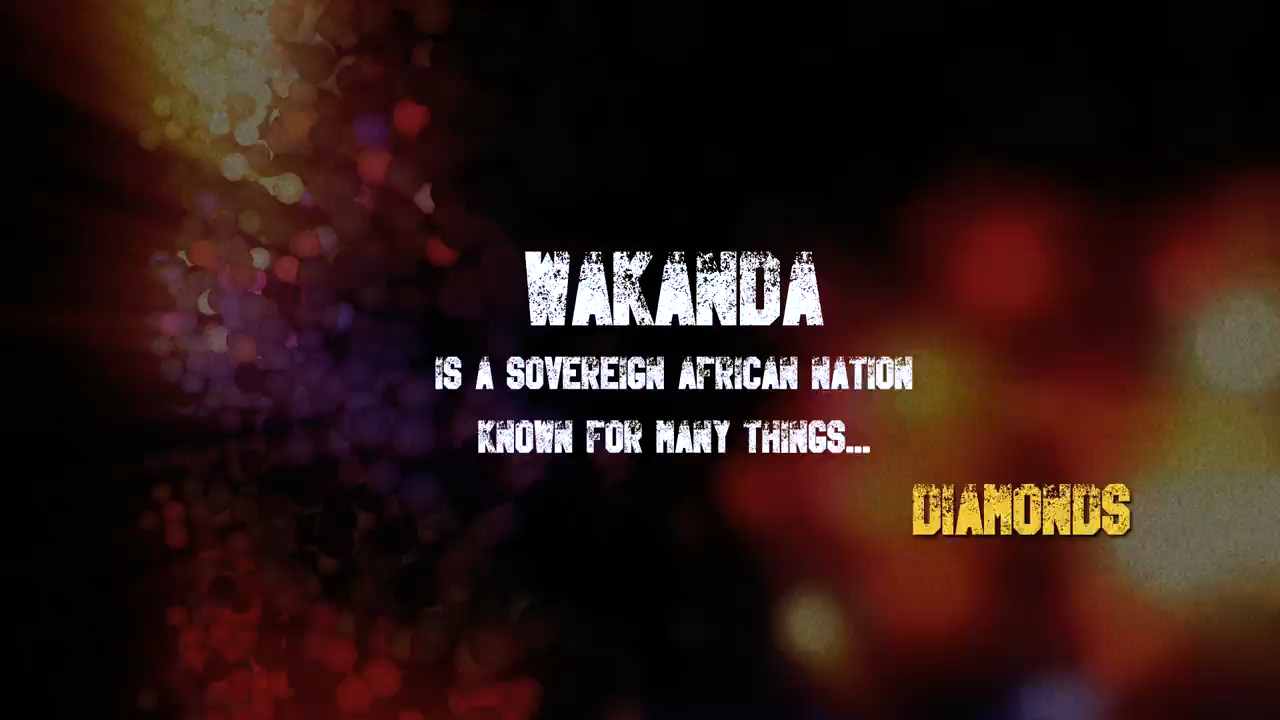 WAKANDA
IS A SOVEREIGN AFRICAN NATION
KNOWN FOR MANY THINGS...
DIAMONDS